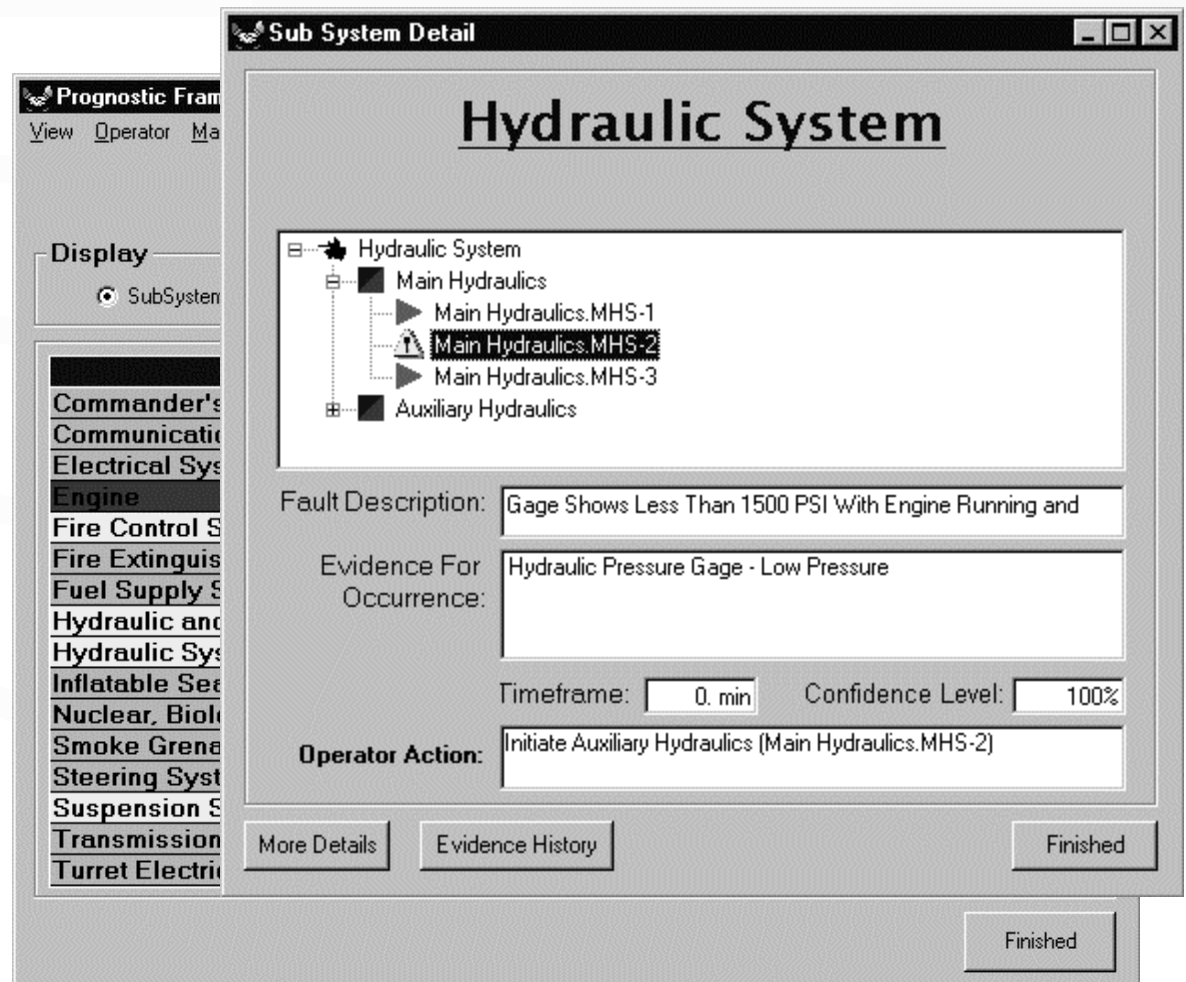 Sub System Detail
Prognostic Fram
View Operator Ma
Display
SubSystem
Commander's
Communicatio
Electrical Sys
Engine
Fire Control S
Fire Extinguis
Fuel Supply S
Hydraulic and
Hydraulic Sys
Inflatable Sea
Nuclear, Biolo
Smoke Grena
Steering Syst
Suspension S
Transmission
Turret Electric
Hydraulic System
Hydraulic System
Main Hydraulics
Main Hydraulics.MHS-1
Main Hydraulics.MHS-2
Main Hydraulics.MHS-3
Auxiliary Hydraulics
Fault Description: Gage Shows Less Than 1500 PSI With Engine Running and
Evidence For Occurrence: Hydraulic Pressure Gage - Low Pressure
Timeframe: 0. min Confidence Level: 100%
Operator Action: Initiate Auxiliary Hydraulics (Main Hydraulics.MHS-2)
More Details Evidence History Finished
Finished